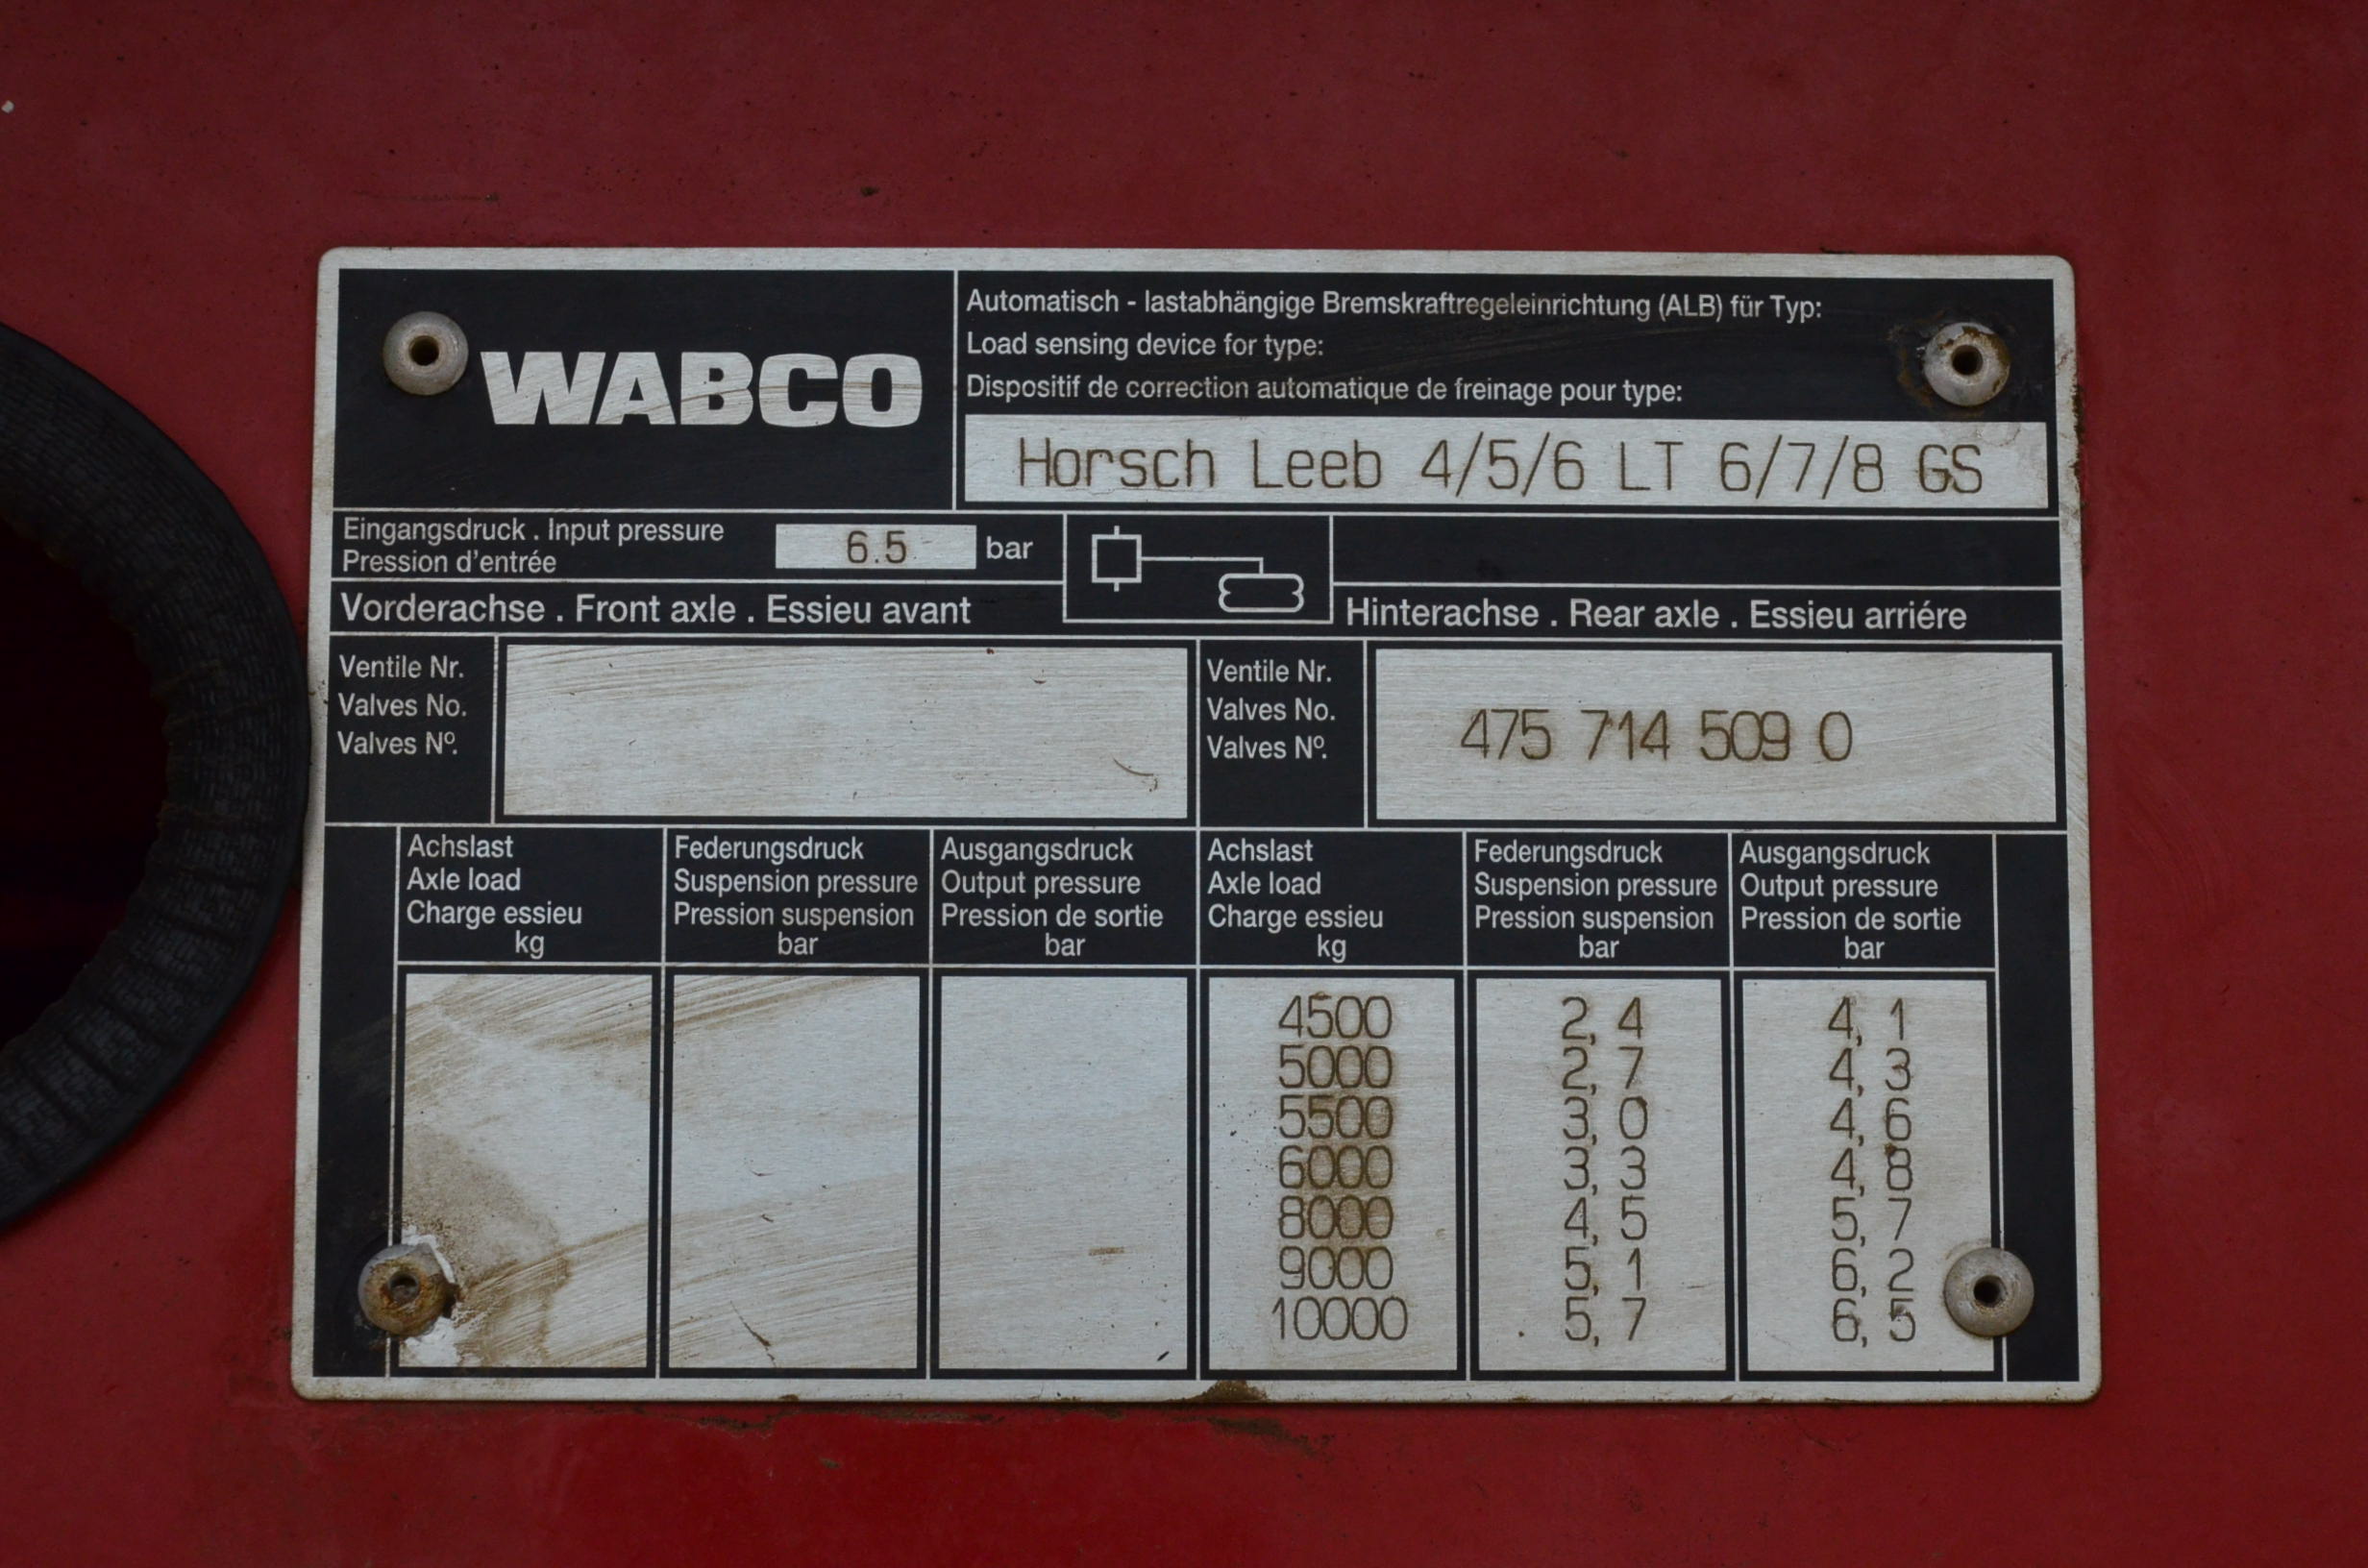 WABCO
Automatisch - lastabhängige Bremskraftregeleinrichtung (ALB) für Typ:
Load sensing device for type:
Dispositif de correction automatique de freinage pour type:
Horsch Leeb 4/5/6 LT 6/7/8 GS
Eingangsdruck . Input pressure
Pression d'entrée
6.5 bar
Vorderachse . Front axle . Essieu avant
Hinterachse . Rear axle . Essieu arriére
Ventile Nr.
Valves No.
Valves Nº.
Ventile Nr.
Valves No.
Valves Nº.
475 714 509 0
Achslast
Axle load
Charge essieu
kg
Federungsdruck
Suspension pressure
Pression suspension
bar
Ausgangsdruck
Output pressure
Pression de sortie
bar
Achslast
Axle load
Charge essieu
kg
Federungsdruck
Suspension pressure
Pression suspension
bar
Ausgangsdruck
Output pressure
Pression de sortie
bar
4500 2,4 4,1
5000 2,7 4,3
5500 3,0 4,6
6000 3,3 4,8
8000 4,5 5,7
9000 5,1 6,2
10000 5,7 6,5